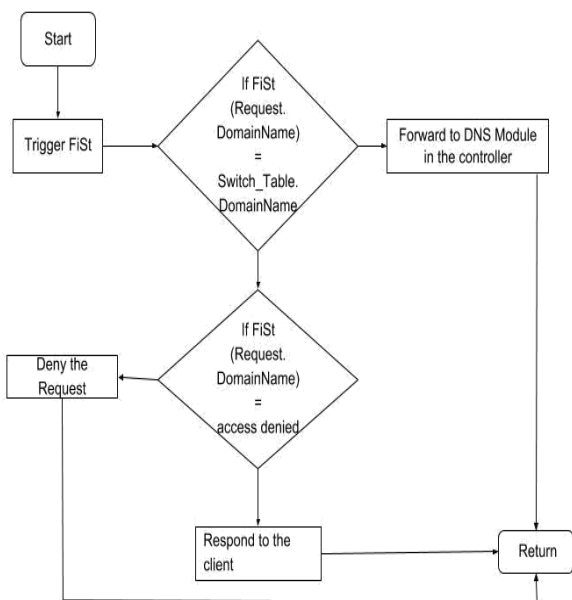 Start
Trigger FiSt
If FiSt
(Request.
DomainName)
=
Switch_Table.
DomainName
Forward to DNS Module
in the controller
If FiSt
(Request.
DomainName)
=
access denied
Deny the
Request
Respond to the
client
Return